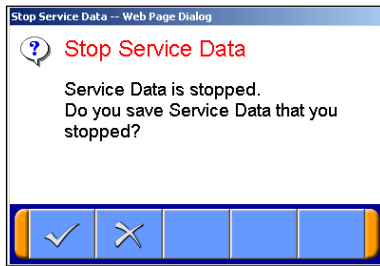 Stop Service Data -- Web Page Dialog
Stop Service Data
Service Data is stopped.
Do you save Service Data that you
stopped?